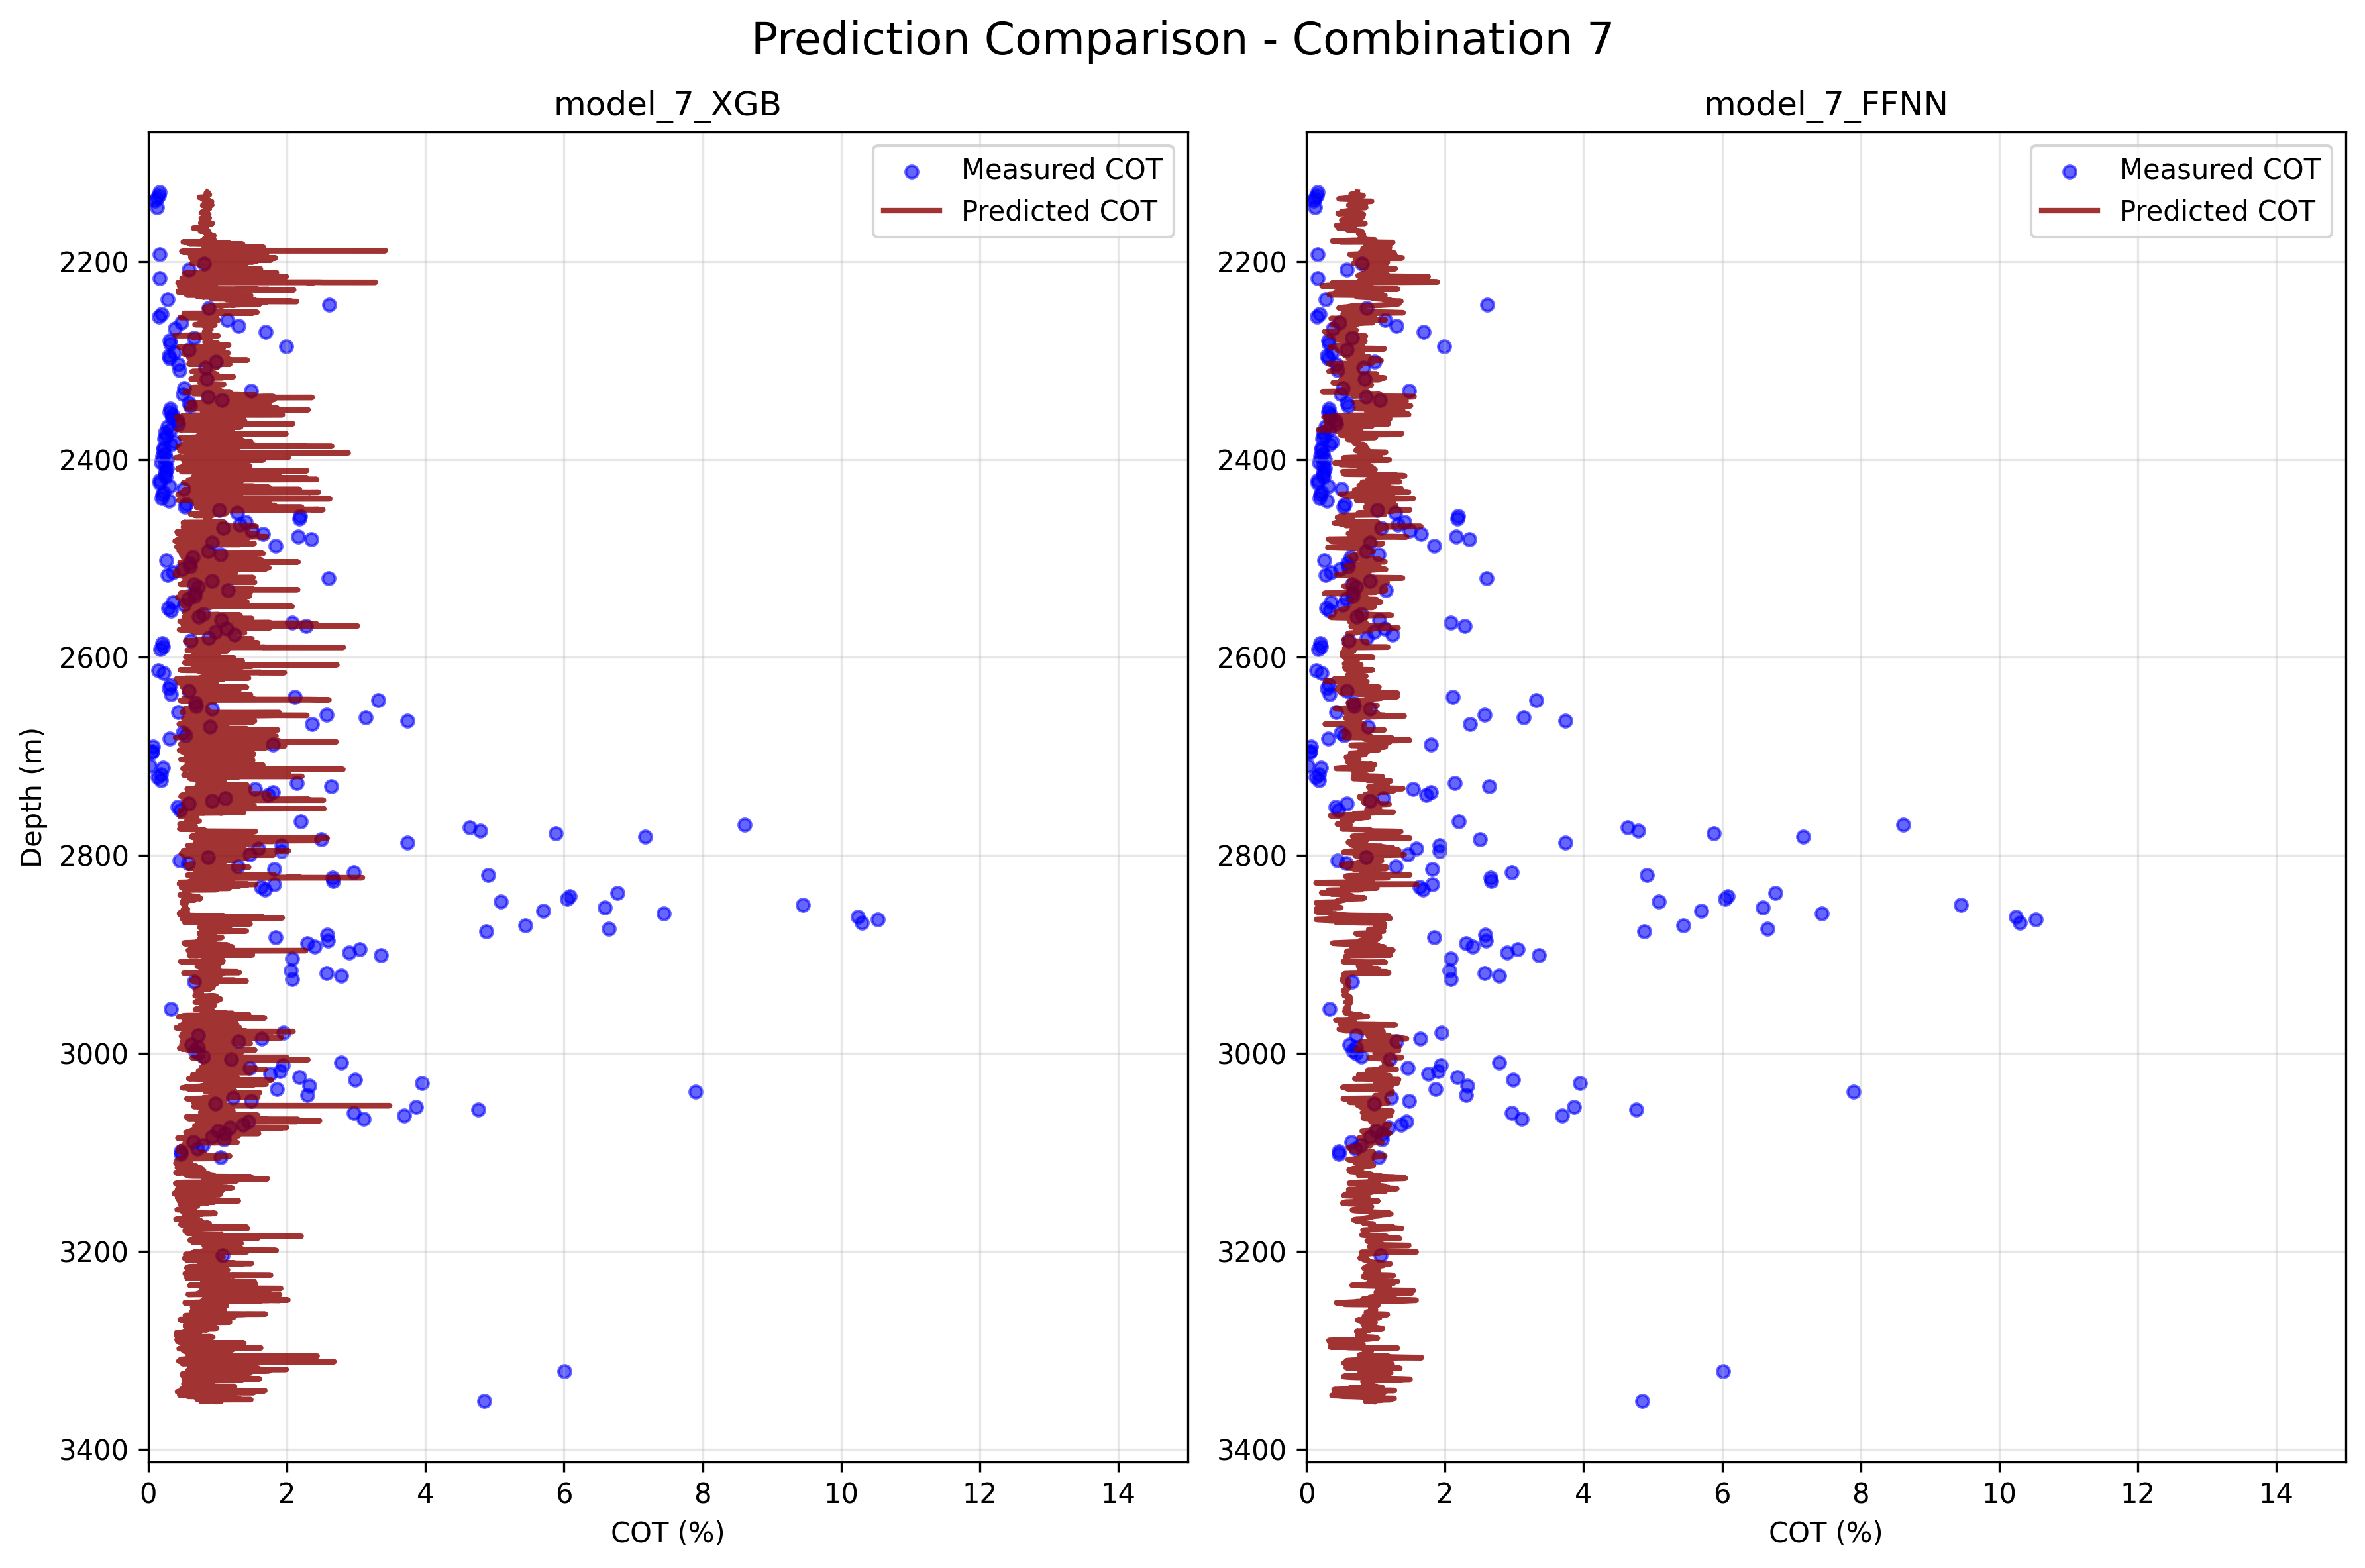 Prediction Comparison - Combination 7
model_7_XGB
Measured COT
Predicted COT
Depth (m)
2200
2400
2600
2800
3000
3200
3400
0 2 4 6 8 10 12 14
COT (%)
model_7_FFNN
Measured COT
Predicted COT
2200
2400
2600
2800
3000
3200
3400
0 2 4 6 8 10 12 14
COT (%)